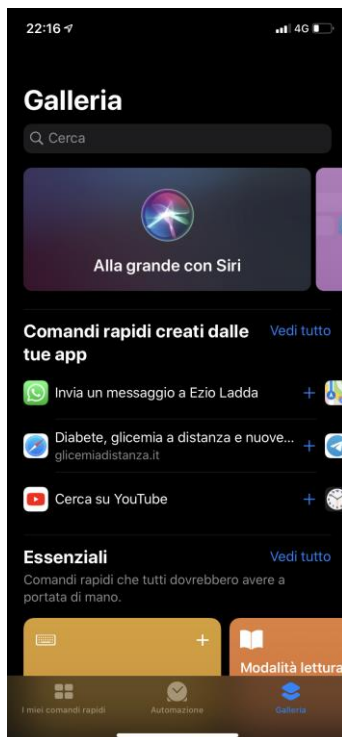 22:16
4G
Galleria
Cerca
Alla grande con Siri
Comandi rapidi creati dalle
tue app
Vedi tutto
Invia un messaggio a Ezio Ladda
Diabete, glicemia a distanza e nuove...
glicemiadistanza.it
Cerca su YouTube
Essenziali
Vedi tutto
Comandi rapidi che tutti dovrebbero avere a
portata di mano.
Modalità lettura
I miei comandi rapidi
Automazione
Galleria